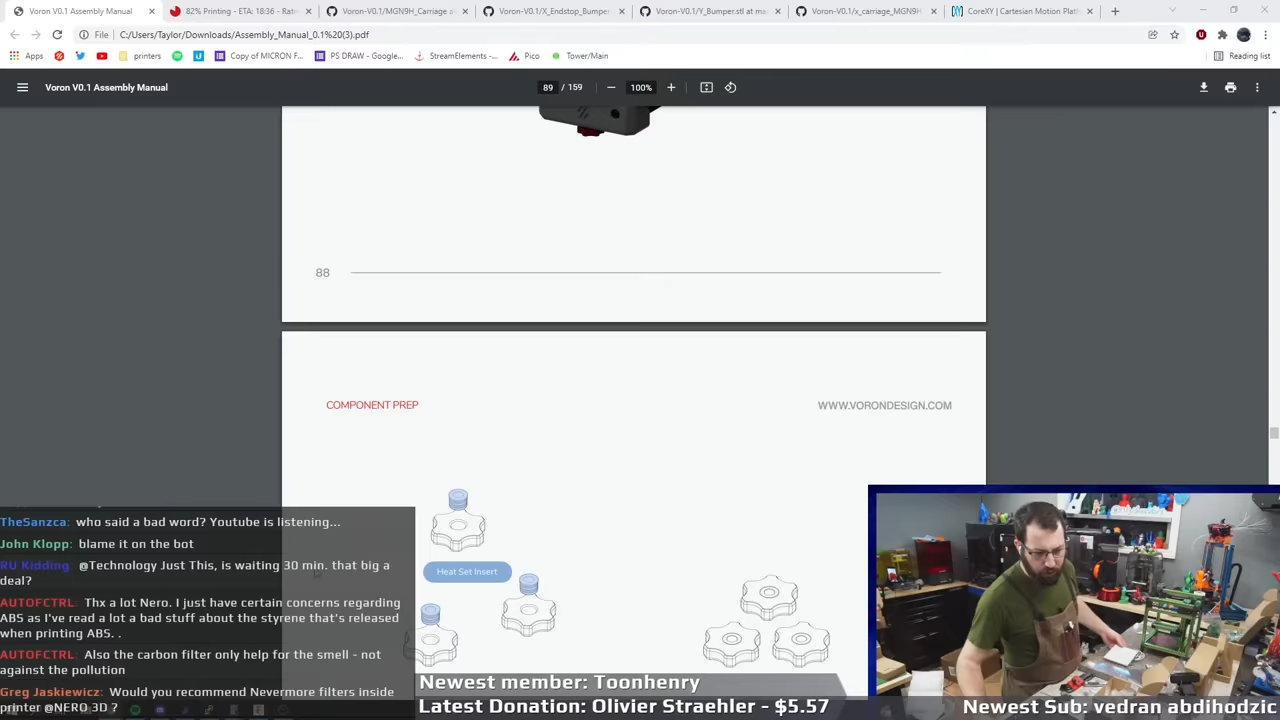 Voron V0.1 Assembly Manual
82% Printing - ETA: 18:36 - Ratr
Voron-V0.1/MGN9H_Carriage.a
Voron-V0.1/X_Endstop_Bumper
Voron-V0.1/Y_Bumper.stl at ma
Voron-V0.1/x_carriage_MGN9H
CoreXY | Cartesian Motion Platf
File
C:/Users/Taylor/Downloads/Assembly_Manual_0.1%20(3).pdf
Apps
printers
Copy of MICRON F...
PS DRAW - Google...
StreamElements -...
Pico
Tower/Main
Reading list
Voron V0.1 Assembly Manual
89 / 159
100%
88
COMPONENT PREP
WWW.VORONDESIGN.COM
Heat Set Insert
TheSanzca: who said a bad word? Youtube is listening...
John Klopp: blame it on the bot
RU Kidding: @Technology Just This, is waiting 30 min. that big a
deal?
AUTOFCTRL: Thx a lot Nero. I just have certain concerns regarding
ABS as I've read a lot a bad stuff about the styrene that's released
when printing ABS. .
AUTOFCTRL: Also the carbon filter only help for the smell - not
against the pollution
Greg Jaskiewicz: Would you recommend Nevermore filters inside
printer @NERO 3D ?
Newest member: Toonhenry
Latest Donation: Olivier Straehler - $5.57
Newest Sub: vedran abdihodzic